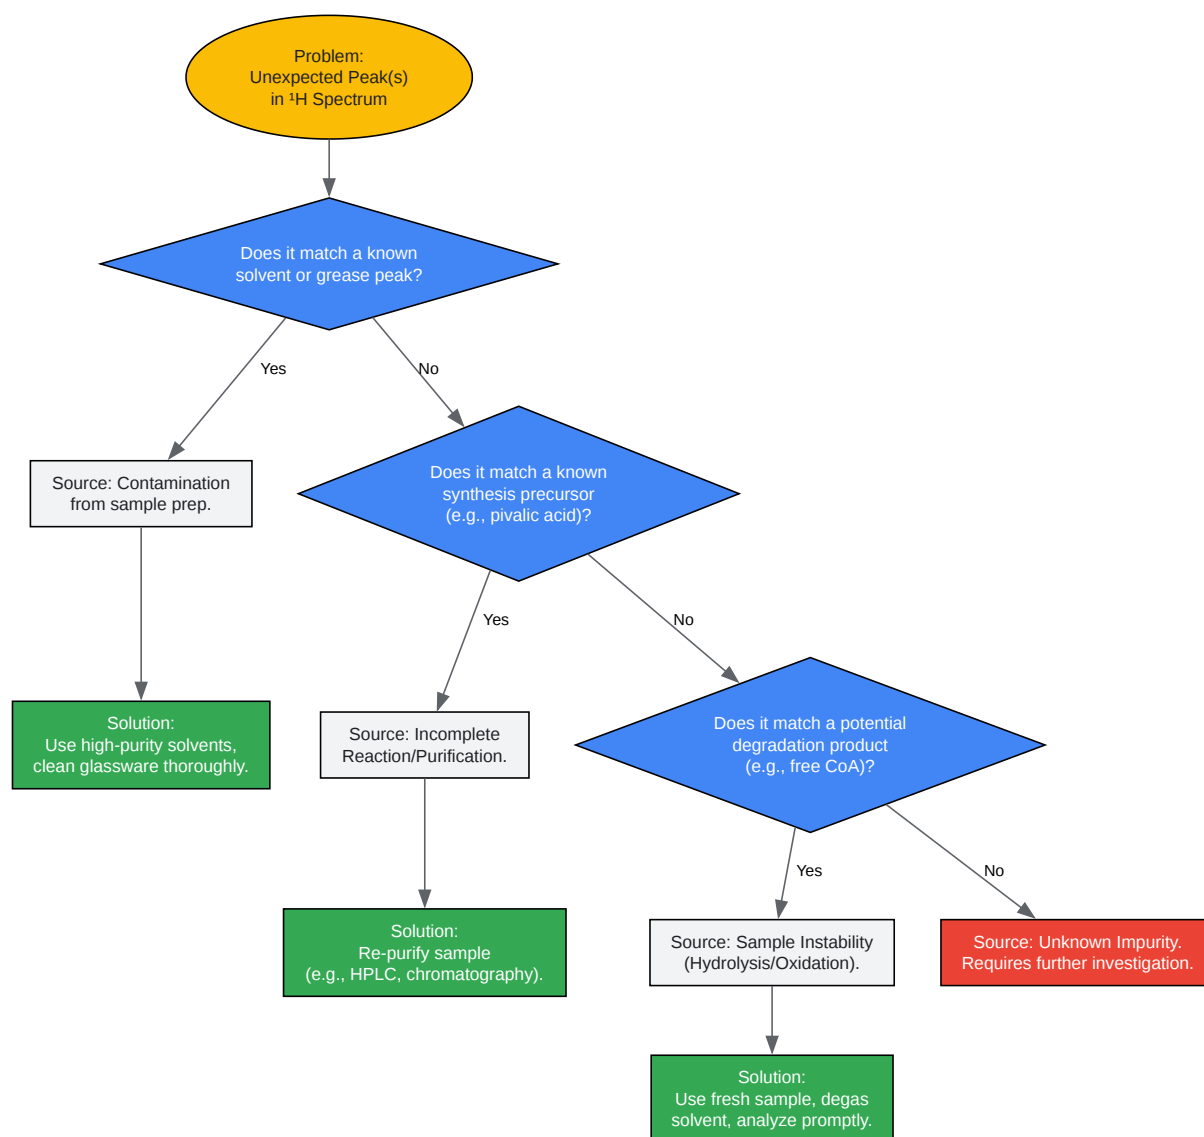 Problem:
Unexpected Peak(s)
in ¹H Spectrum
Does it match a known
solvent or grease peak?
Yes
No
Source: Contamination
from sample prep.
Does it match a known
synthesis precursor
(e.g., pivalic acid)?
Yes
No
Solution:
Use high-purity solvents,
clean glassware thoroughly.
Source: Incomplete
Reaction/Purification.
Does it match a potential
degradation product
(e.g., free CoA)?
Yes
No
Solution:
Re-purify sample
(e.g., HPLC, chromatography).
Source: Sample Instability
(Hydrolysis/Oxidation).
Source: Unknown Impurity.
Requires further investigation.
Solution:
Use fresh sample, degas
solvent, analyze promptly.